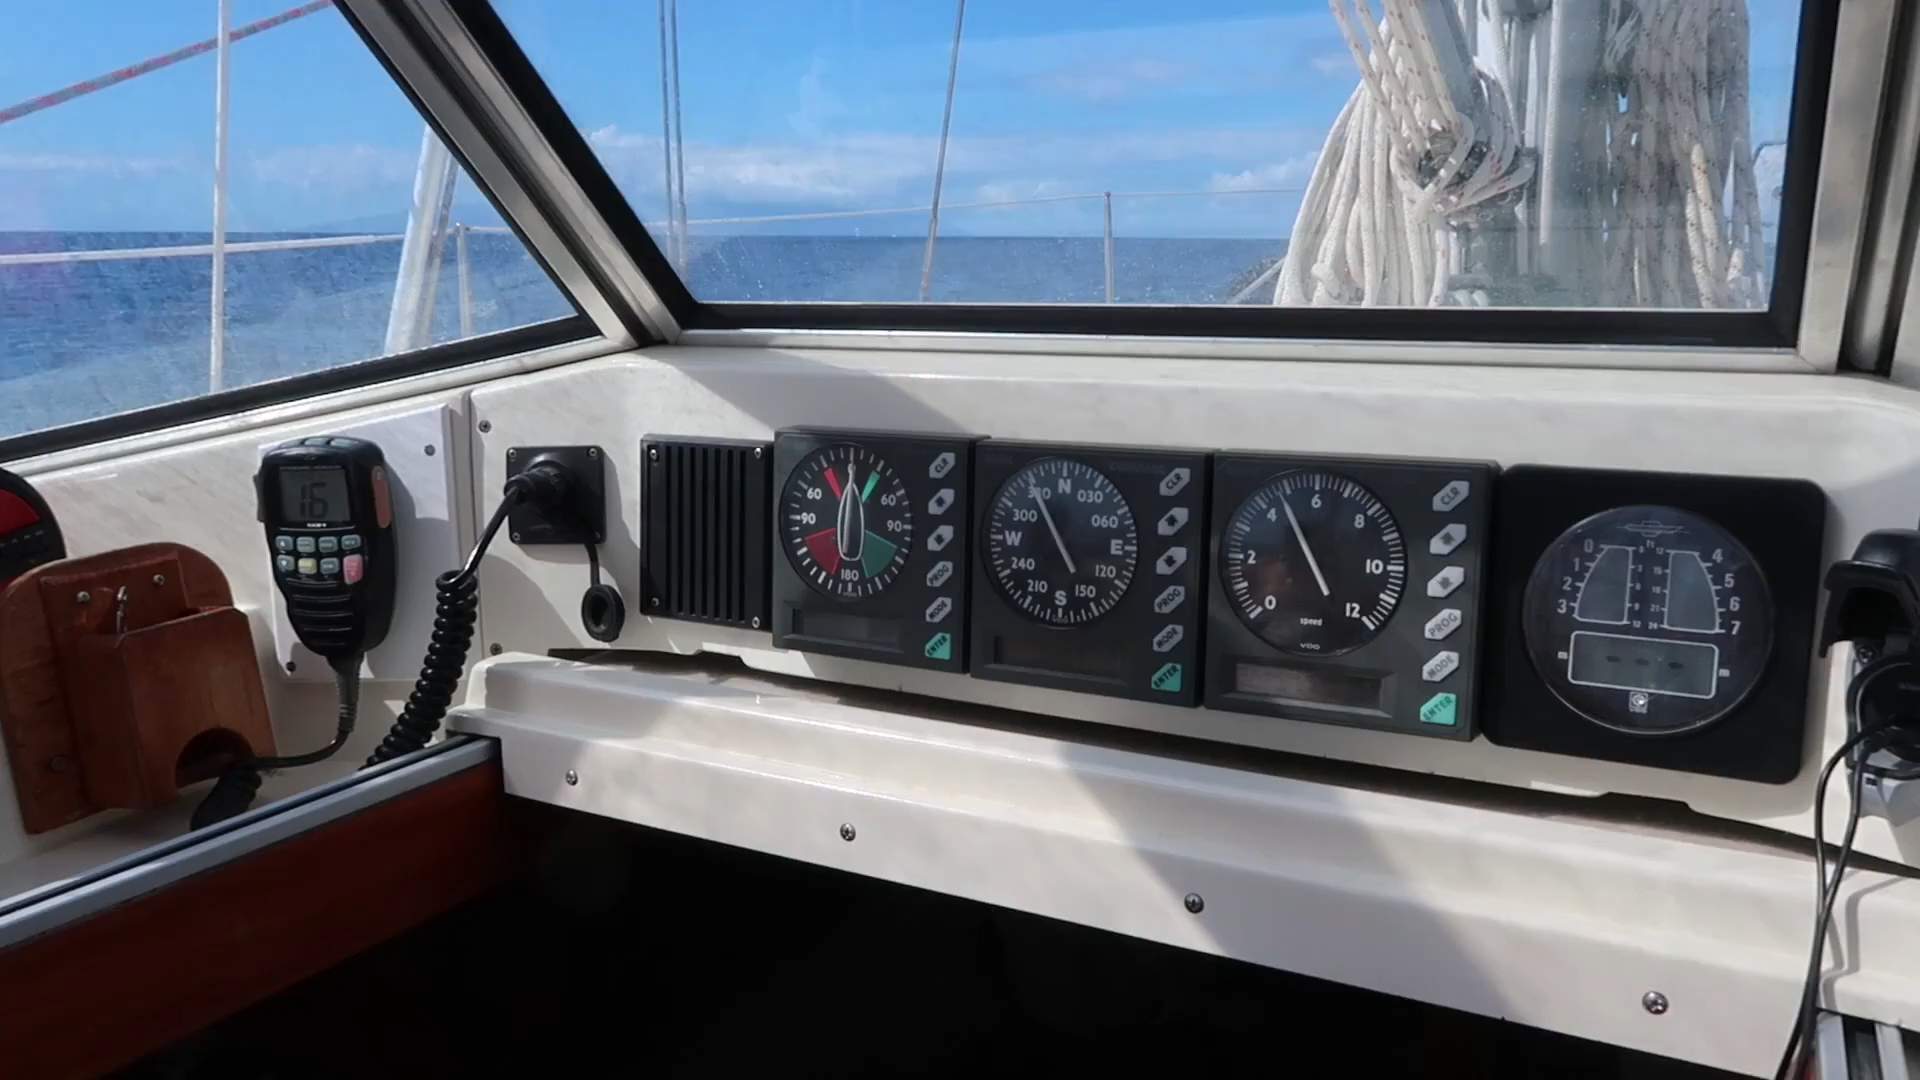 16
60
60
90
90
180
CLR
PROG
MODE
ENTER
N
330
030
300
060
W
E
240
120
210
150
S
CLR
PROG
MODE
ENTER
4
6
8
2
10
0
12
speed
VDO
CLR
PROG
MODE
ENTER
0
4
1
5
2
6
3
7
m
m